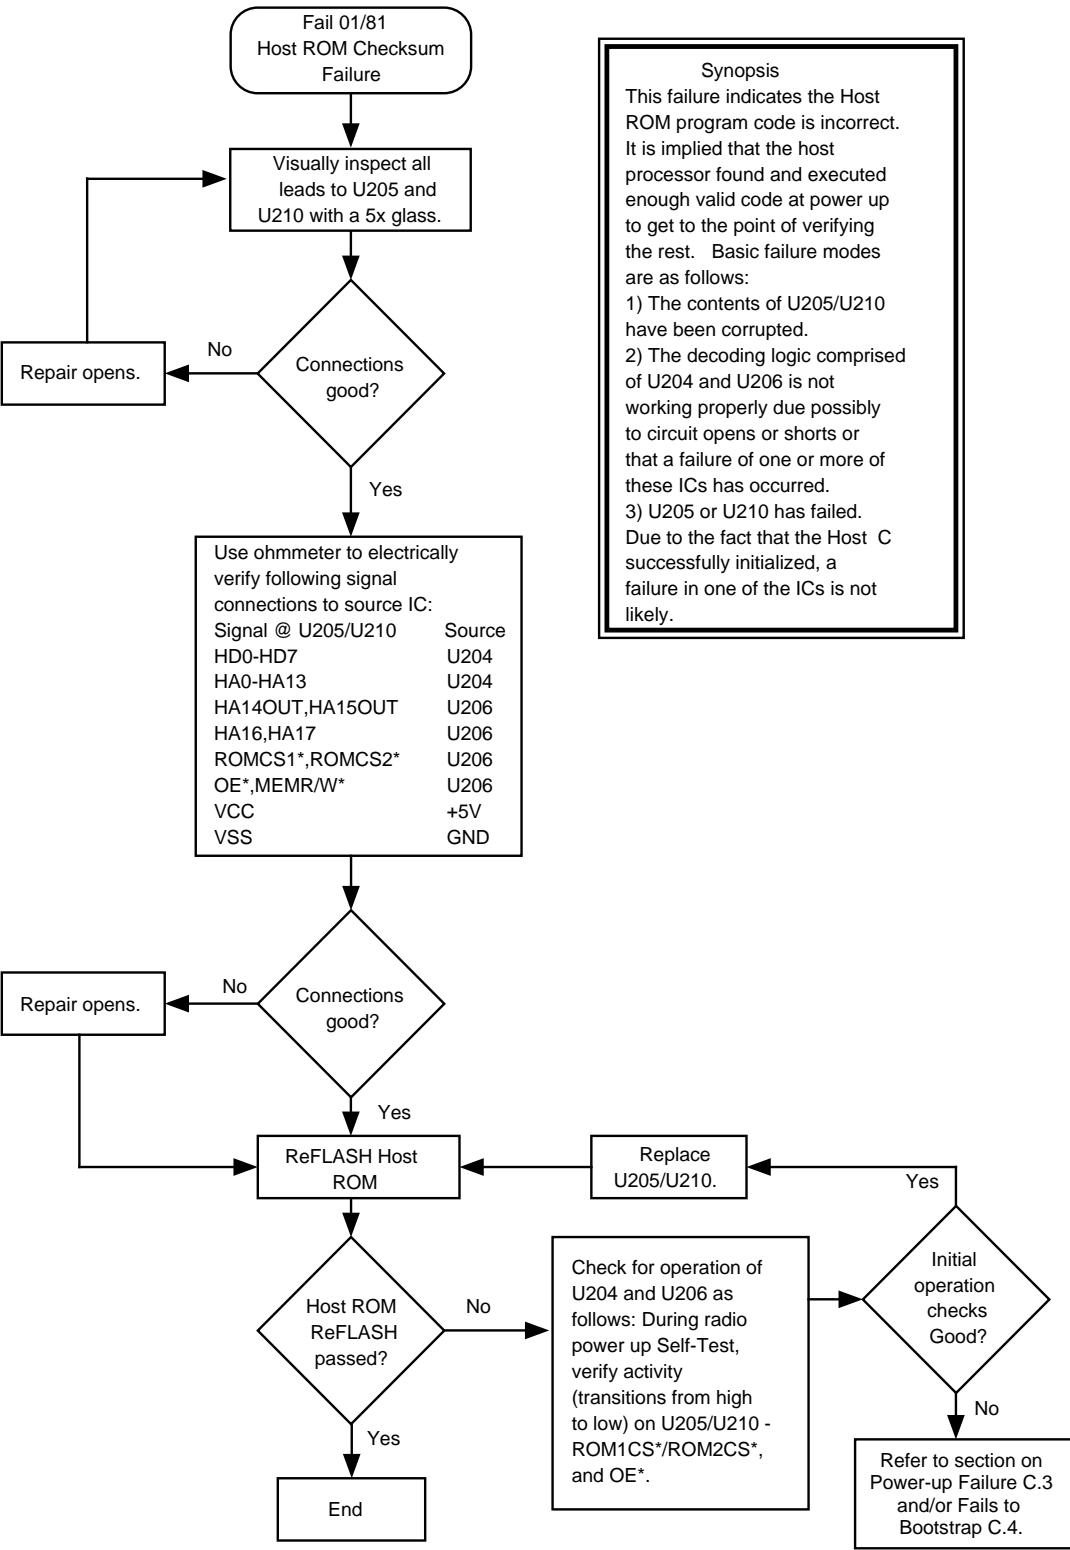 Fail 01/81
Host ROM Checksum
Failure
Visually inspect all
leads to U205 and
U210 with a 5x glass.
No
Repair opens.
Connections
good?
Yes
Use ohmmeter to electrically
verify following signal
connections to source IC:
Signal @ U205/U210 Source
HD0-HD7 U204
HA0-HA13 U204
HA14OUT,HA15OUT U206
HA16,HA17 U206
ROMCS1*,ROMCS2* U206
OE*,MEMR/W* U206
VCC +5V
VSS GND
No
Repair opens.
Connections
good?
Yes
ReFLASH Host
ROM
Replace
U205/U210.
Yes
Host ROM
ReFLASH
passed?
No
Check for operation of
U204 and U206 as
follows: During radio
power up Self-Test,
verify activity
(transitions from high
to low) on U205/U210 -
ROM1CS*/ROM2CS*,
and OE*.
Initial
operation
checks
Good?
No
Yes
End
Refer to section on
Power-up Failure C.3
and/or Fails to
Bootstrap C.4.
Synopsis
This failure indicates the Host
ROM program code is incorrect.
It is implied that the host
processor found and executed
enough valid code at power up
to get to the point of verifying
the rest. Basic failure modes
are as follows:
1) The contents of U205/U210
have been corrupted.
2) The decoding logic comprised
of U204 and U206 is not
working properly due possibly
to circuit opens or shorts or
that a failure of one or more of
these ICs has occurred.
3) U205 or U210 has failed.
Due to the fact that the Host C
successfully initialized, a
failure in one of the ICs is not
likely.